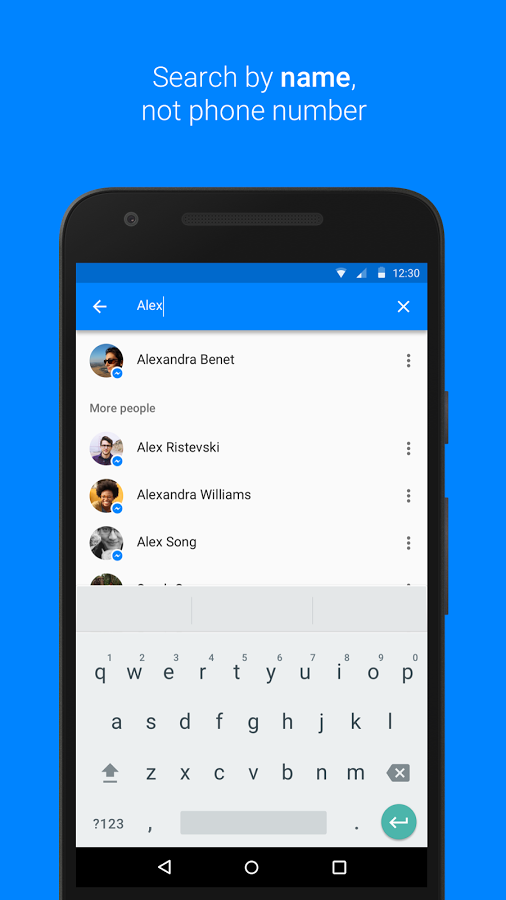 Search by name,
not phone number
12:30
Alex
Alexandra Benet
More people
Alex Ristevski
Alexandra Williams
Alex Song
1 2 3 4 5 6 7 8 9 0
q w e r t y u i o p
a s d f g h j k l
z x c v b n m
?123 , .